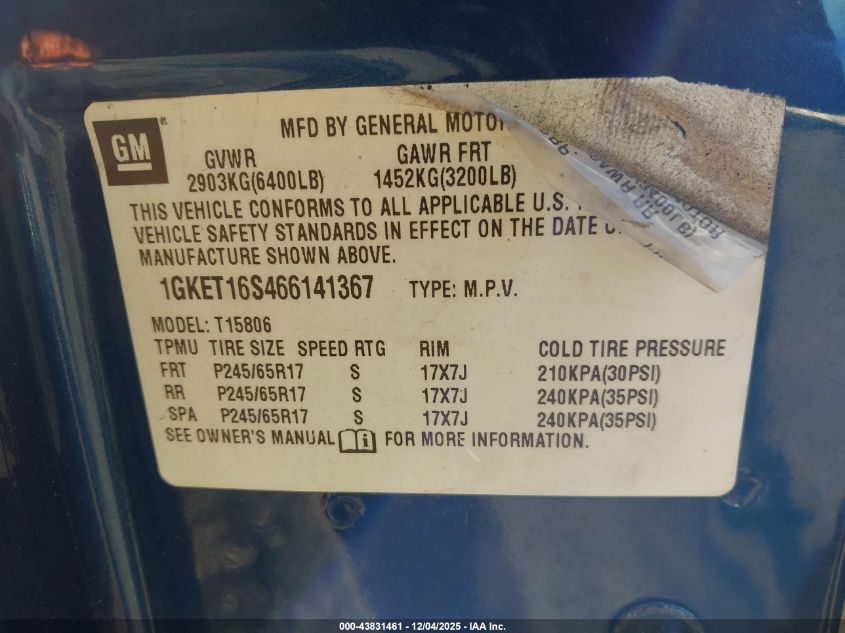 GM
MFD BY GENERAL MOTOR
GVWR GAWR FRT
2903KG(6400LB) 1452KG(3200LB)
THIS VEHICLE CONFORMS TO ALL APPLICABLE U.S.
VEHICLE SAFETY STANDARDS IN EFFECT ON THE DATE
MANUFACTURE SHOWN ABOVE.
1GKET16S466141367 TYPE: M.P.V.
MODEL: T15806
TPMU TIRE SIZE SPEED RTG RIM COLD TIRE PRESSURE
FRT P245/65R17 S 17X7J 210KPA(30PSI)
RR P245/65R17 S 17X7J 240KPA(35PSI)
SPA P245/65R17 S 17X7J 240KPA(35PSI)
SEE OWNER'S MANUAL FOR MORE INFORMATION.
000-43831461 - 12/04/2025 - IAA Inc.